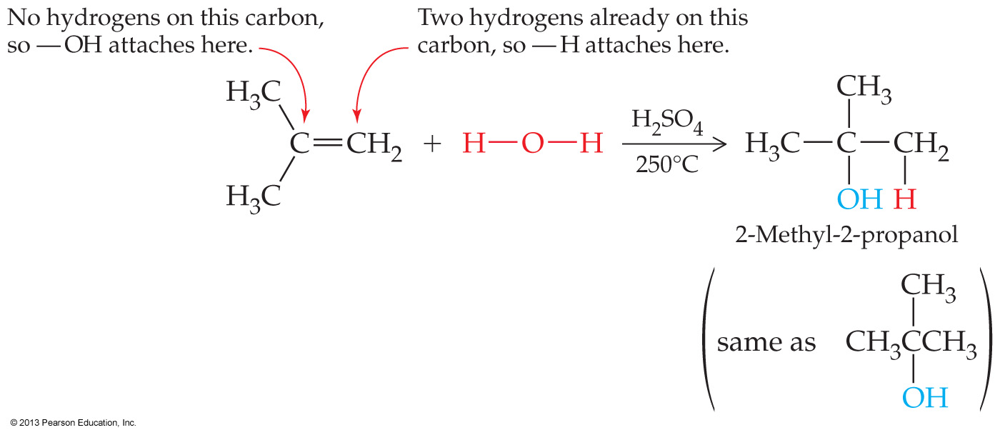 No hydrogens on this carbon,
so —OH attaches here.
Two hydrogens already on this
carbon, so —H attaches here.
H₃C
C=CH₂ + H—O—H
H₃C
H₂SO₄
250°C
CH₃
H₃C—C—CH₂
OH H
2-Methyl-2-propanol
CH₃
same as CH₃CCH₃
OH
© 2013 Pearson Education, Inc.